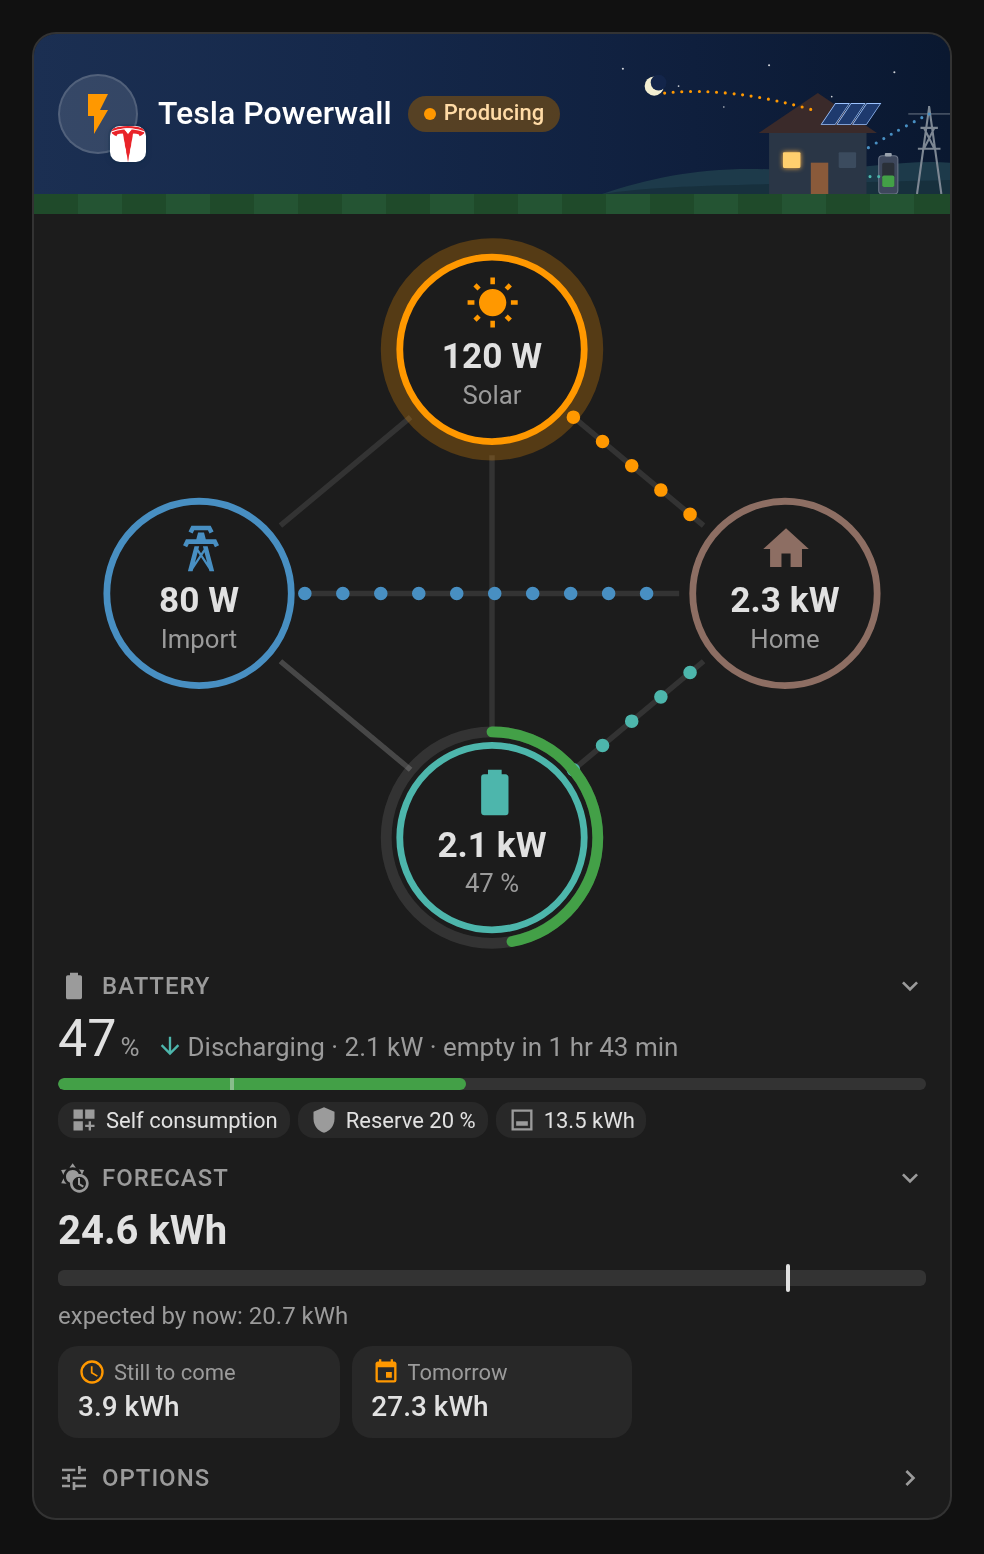 Tesla Powerwall
Producing
120 W
Solar
80 W
Import
2.3 kW
Home
2.1 kW
47 %
BATTERY
47 % Discharging · 2.1 kW · empty in 1 hr 43 min
Self consumption
Reserve 20 %
13.5 kWh
FORECAST
24.6 kWh
expected by now: 20.7 kWh
Still to come
3.9 kWh
Tomorrow
27.3 kWh
OPTIONS